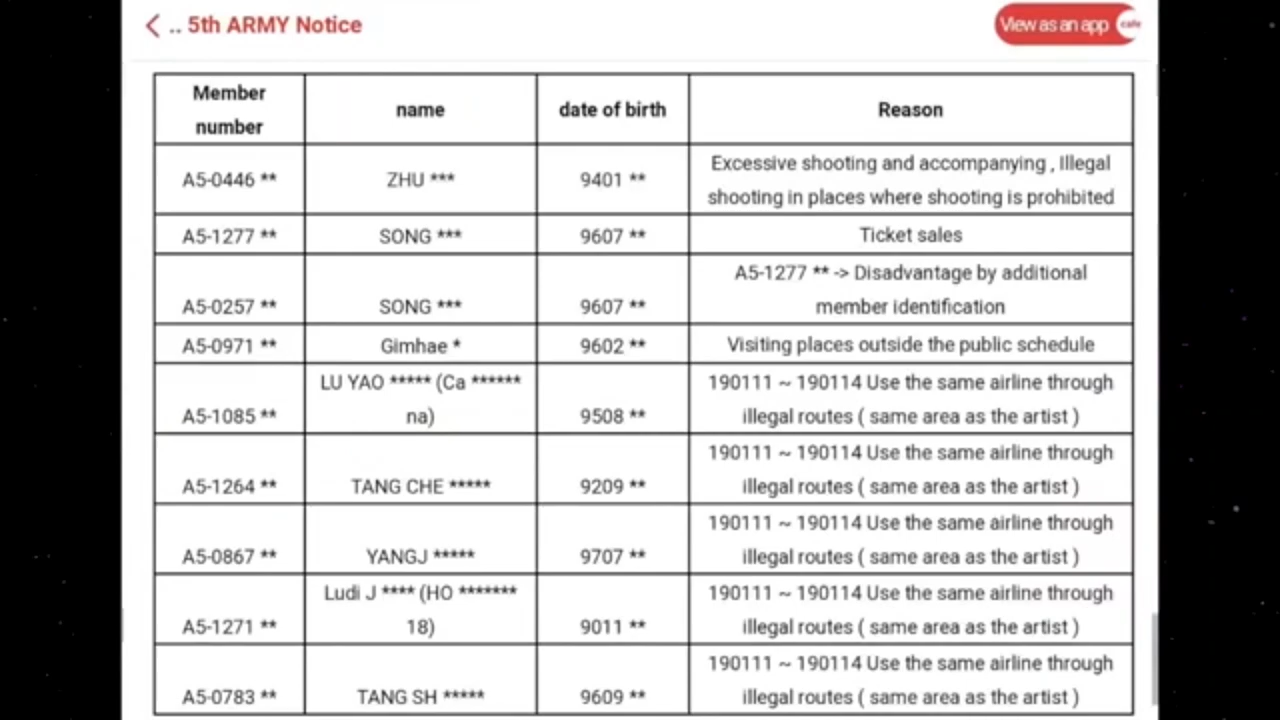 .. 5th ARMY Notice
View as an app
cafe
Member
number
name
date of birth
Reason
A5-0446 **
ZHU ***
9401 **
Excessive shooting and accompanying , Illegal
shooting in places where shooting is prohibited
A5-1277 **
SONG ***
9607 **
Ticket sales
A5-0257 **
SONG ***
9607 **
A5-1277 ** -> Disadvantage by additional
member identification
A5-0971 **
Gimhae *
9602 **
Visiting places outside the public schedule
A5-1085 **
LU YAO ***** (Ca ******
na)
9508 **
190111 ~ 190114 Use the same airline through
illegal routes ( same area as the artist )
A5-1264 **
TANG CHE *****
9209 **
190111 ~ 190114 Use the same airline through
illegal routes ( same area as the artist )
A5-0867 **
YANGJ *****
9707 **
190111 ~ 190114 Use the same airline through
illegal routes ( same area as the artist )
A5-1271 **
Ludi J **** (HO *******
18)
9011 **
190111 ~ 190114 Use the same airline through
illegal routes ( same area as the artist )
A5-0783 **
TANG SH *****
9609 **
190111 ~ 190114 Use the same airline through
illegal routes ( same area as the artist )